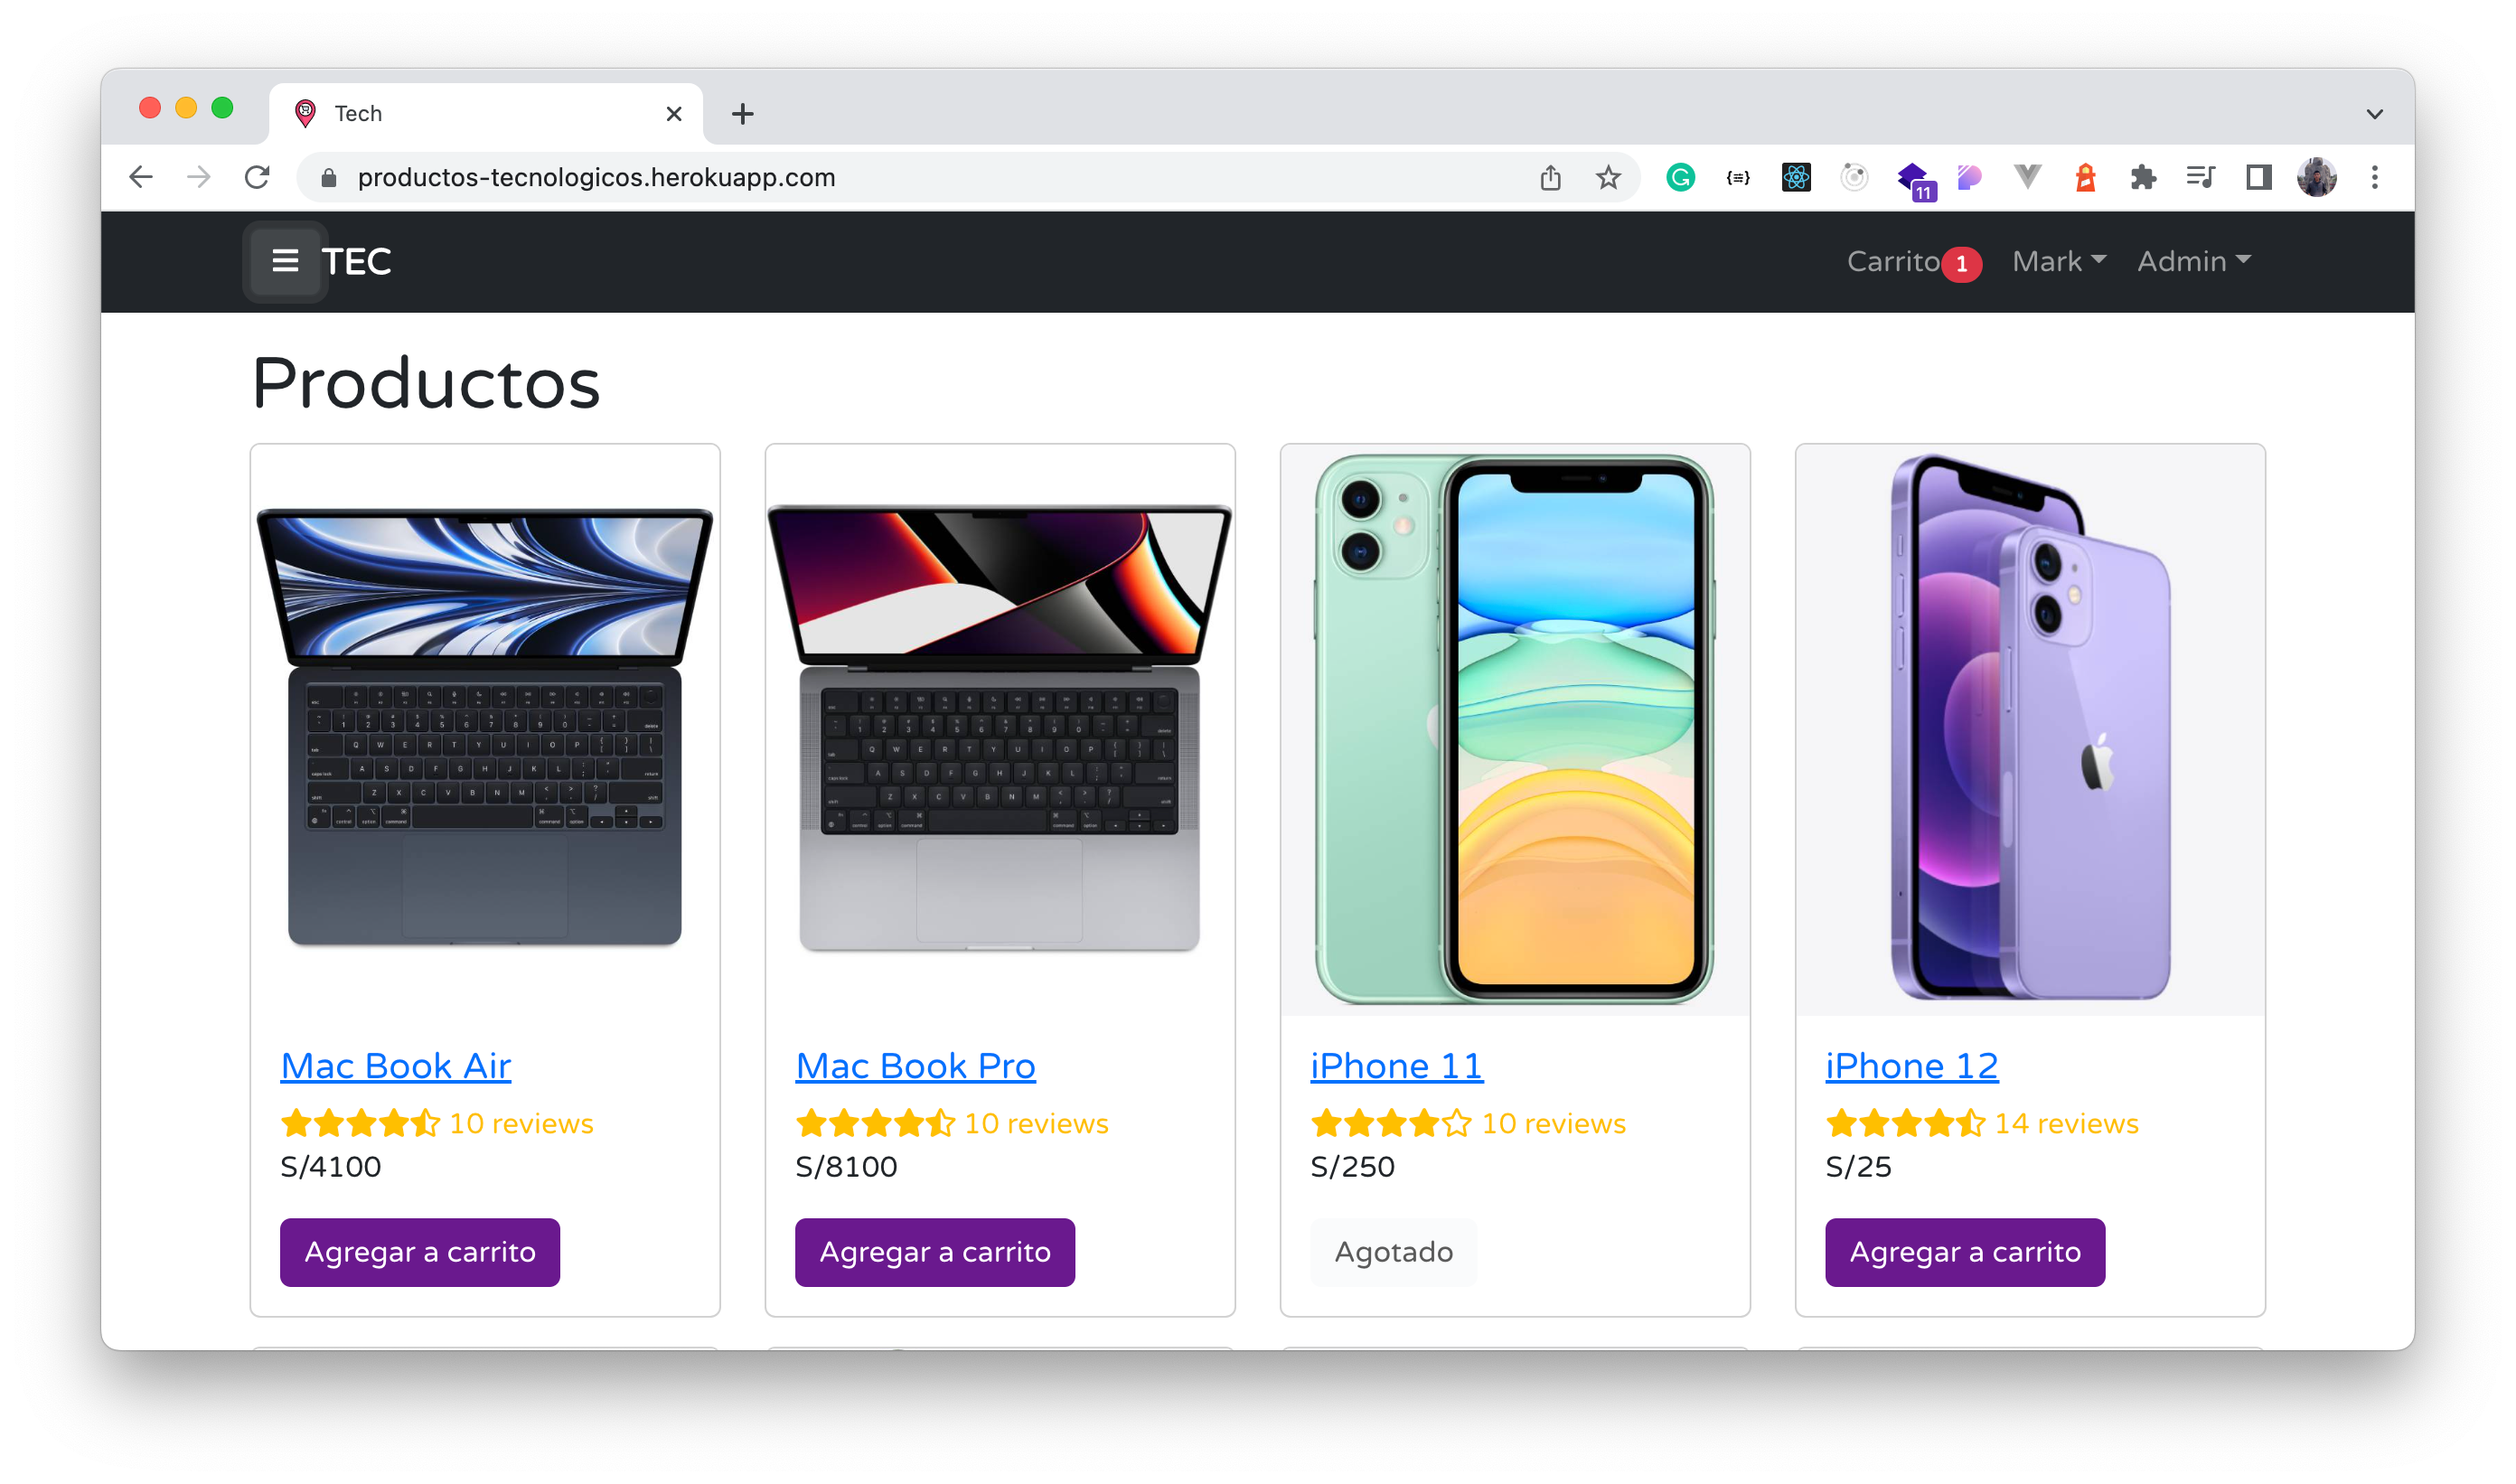 Tech
productos-tecnologicos.herokuapp.com
11
TEC
Carrito 1 Mark Admin
Productos
Mac Book Air
10 reviews
S/4100
Agregar a carrito
Mac Book Pro
10 reviews
S/8100
Agregar a carrito
iPhone 11
10 reviews
S/250
Agotado
iPhone 12
14 reviews
S/25
Agregar a carrito